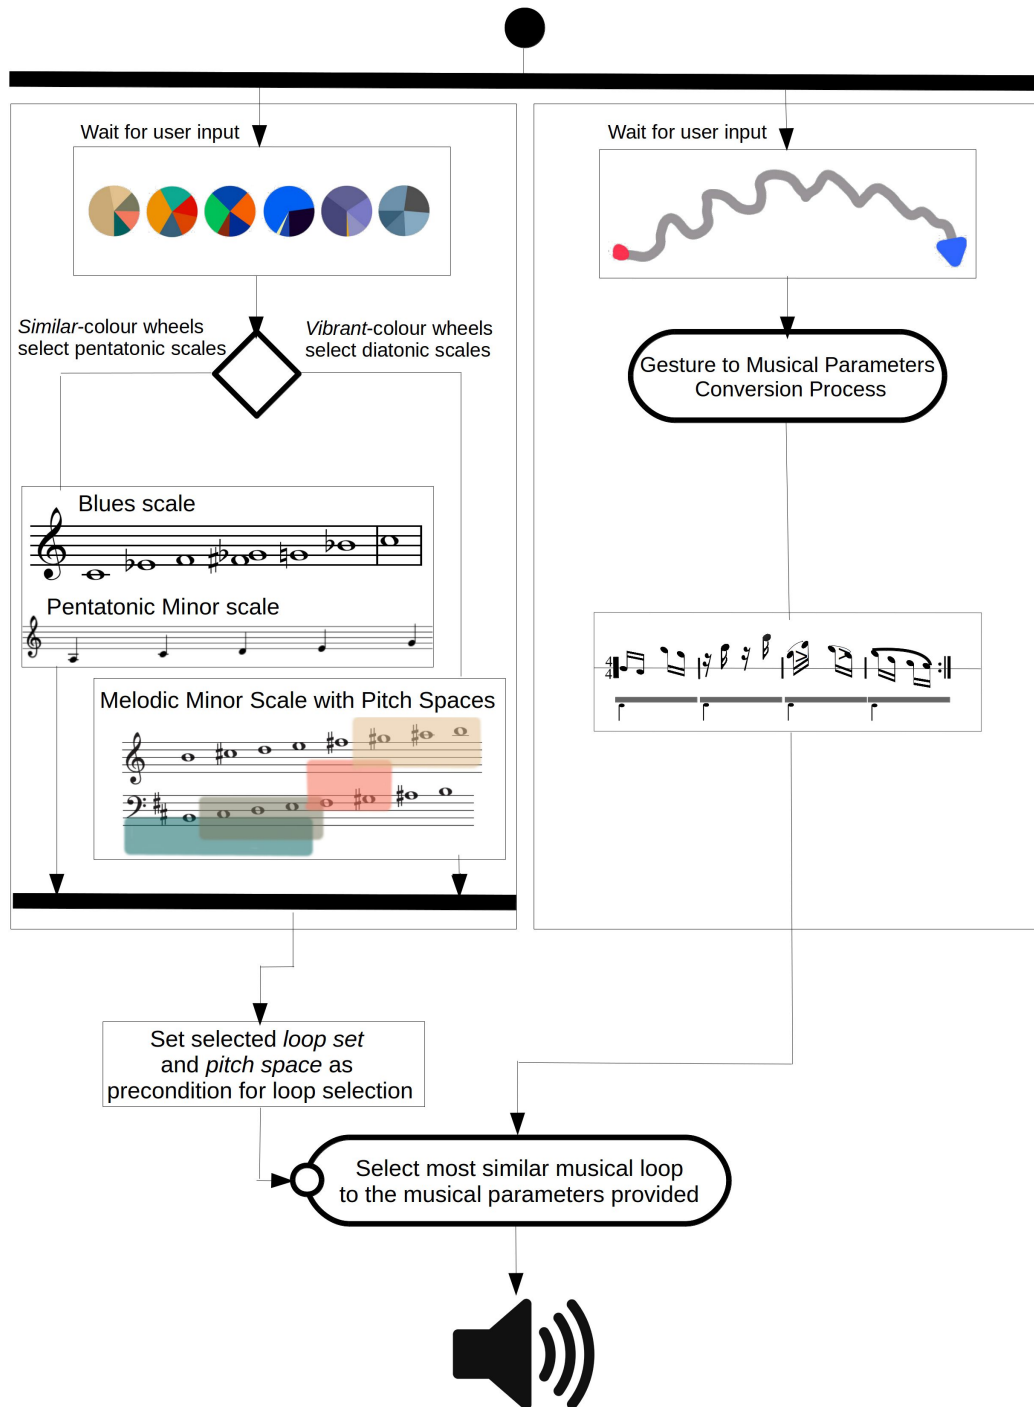 Wait for user input
Wait for user input
Similar-colour wheels
select pentatonic scales
Vibrant-colour wheels
select diatonic scales
Gesture to Musical Parameters
Conversion Process
Blues scale
Pentatonic Minor scale
4
4
Melodic Minor Scale with Pitch Spaces
Set selected loop set
and pitch space as
precondition for loop selection
Select most similar musical loop
to the musical parameters provided